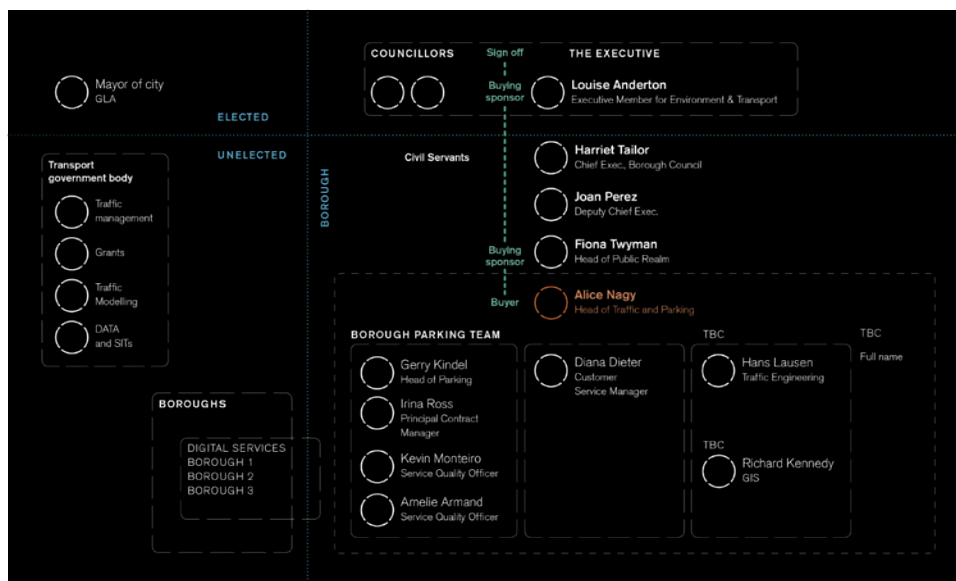 COUNCILLORS
Sign off
THE EXECUTIVE
Mayor of city
GLA
Buying
sponsor
Louise Anderton
Executive Member for Environment & Transport
ELECTED
UNELECTED
BOROUGH
Transport
government body
Traffic
management
Grants
Traffic
Modelling
DATA
and SITs
Civil Servants
Harriet Tailor
Chief Exec., Borough Council
Joan Perez
Deputy Chief Exec.
Buying
sponsor
Fiona Twyman
Head of Public Realm
Buyer
Alice Nagy
Head of Traffic and Parking
BOROUGH PARKING TEAM
Gerry Kindel
Head of Parking
Irina Ross
Principal Contract
Manager
Kevin Monteiro
Service Quality Officer
Amelie Armand
Service Quality Officer
Diana Dieter
Customer
Service Manager
TBC
Hans Lausen
Traffic Engineering
TBC
Richard Kennedy
GIS
TBC
Full name
BOROUGHS
DIGITAL SERVICES
BOROUGH 1
BOROUGH 2
BOROUGH 3